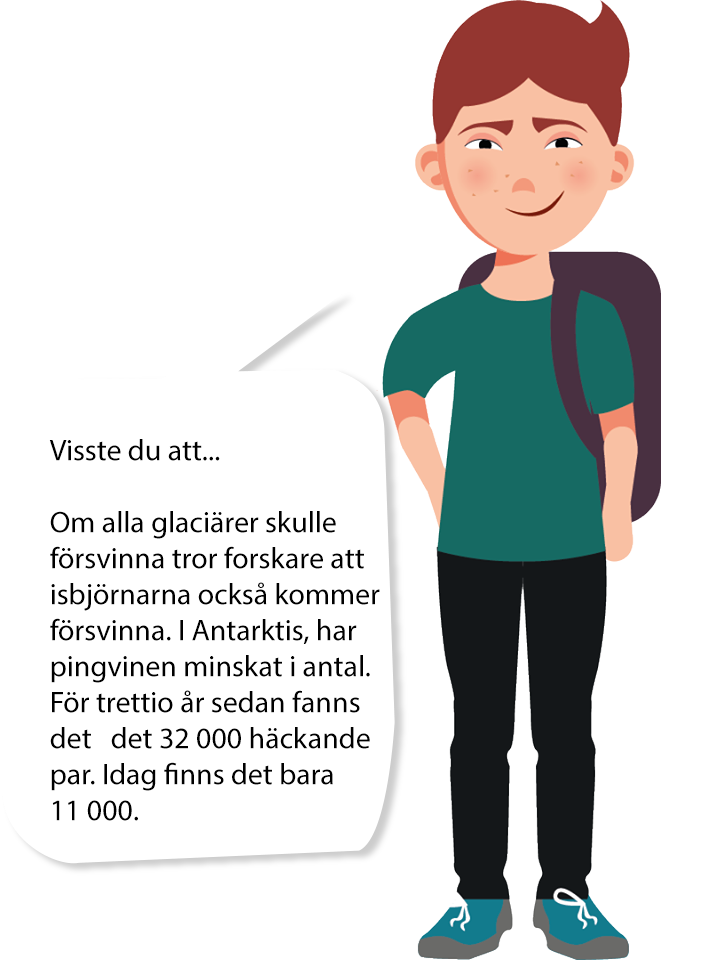 Visste du att...
Om alla glaciärer skulle
försvinna tror forskare att
isbjörnarna också kommer
försvinna. I Antarktis, har
pingvinen minskat i antal.
För trettio år sedan fanns
det   det 32 000 häckande
par. Idag finns det bara
11 000.